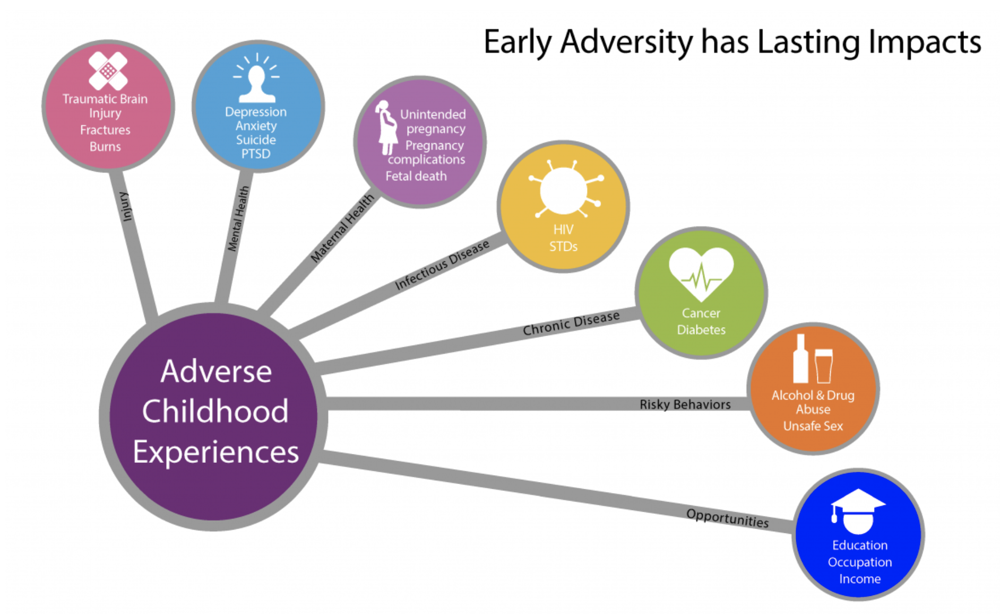 Early Adversity has Lasting Impacts
Traumatic Brain
Injury
Fractures
Burns
Injury
Depression
Anxiety
Suicide
PTSD
Mental Health
Unintended
pregnancy
Pregnancy
complications
Fetal death
Maternal Health
HIV
STDs
Infectious Disease
Cancer
Diabetes
Chronic Disease
Alcohol & Drug
Abuse
Unsafe Sex
Risky Behaviors
Education
Occupation
Income
Opportunities
Adverse
Childhood
Experiences